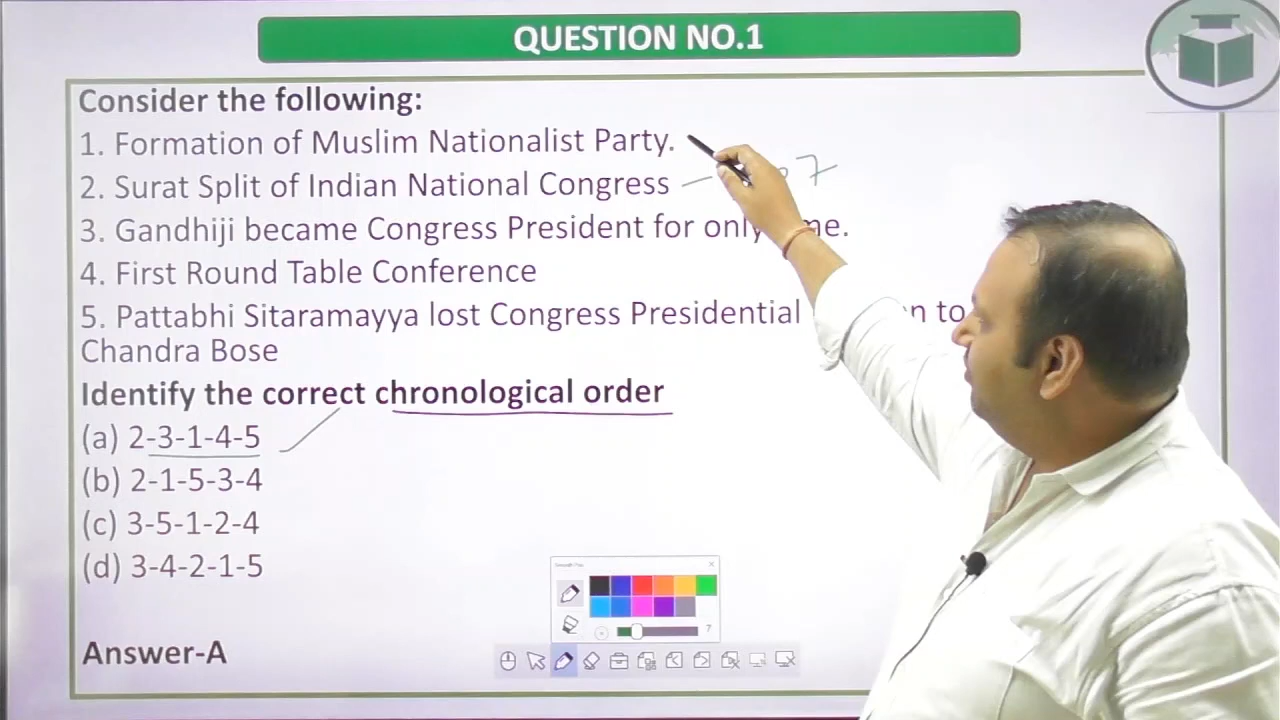 QUESTION NO.1
Consider the following:
1. Formation of Muslim Nationalist Party.
2. Surat Split of Indian National Congress
7
3. Gandhiji became Congress President for only
4. First Round Table Conference
5. Pattabhi Sitaramayya lost Congress Presidential to
Chandra Bose
Identify the correct chronological order
(a) 2-3-1-4-5
(b) 2-1-5-3-4
(c) 3-5-1-2-4
(d) 3-4-2-1-5
Answer-A
7